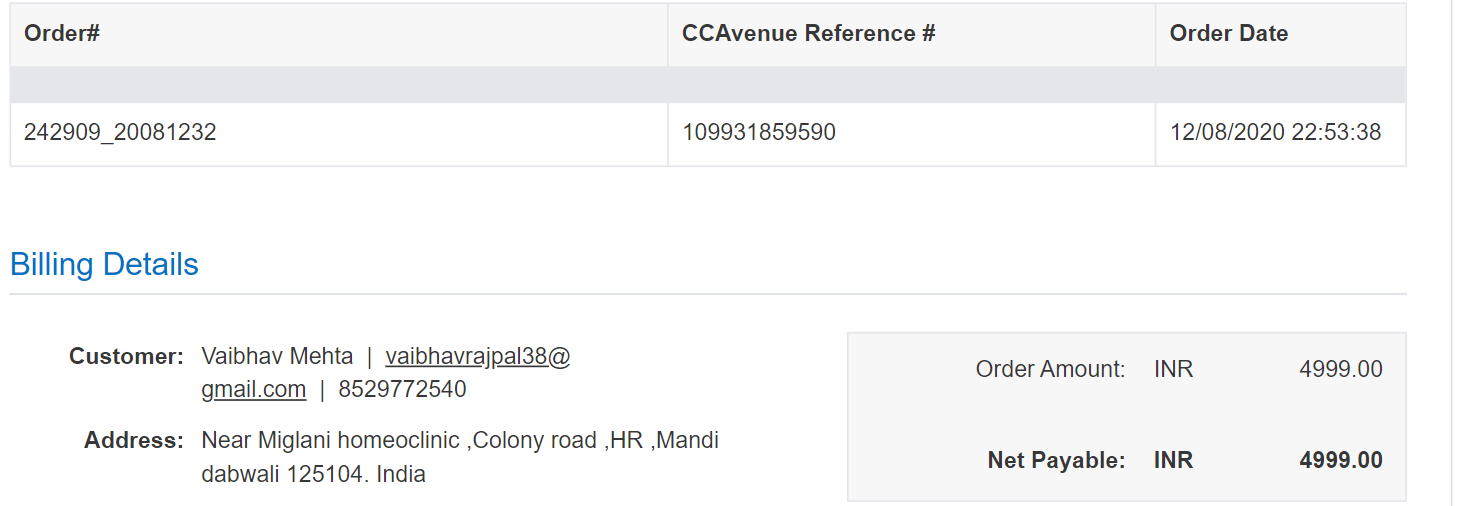 Order# CCAvenue Reference # Order Date
242909_20081232 109931859590 12/08/2020 22:53:38
Billing Details
Customer: Vaibhav Mehta | vaibhavrajpal38@
gmail.com | 8529772540
Address: Near Miglani homeoclinic ,Colony road ,HR ,Mandi
dabwali 125104. India
Order Amount: INR 4999.00
Net Payable: INR 4999.00